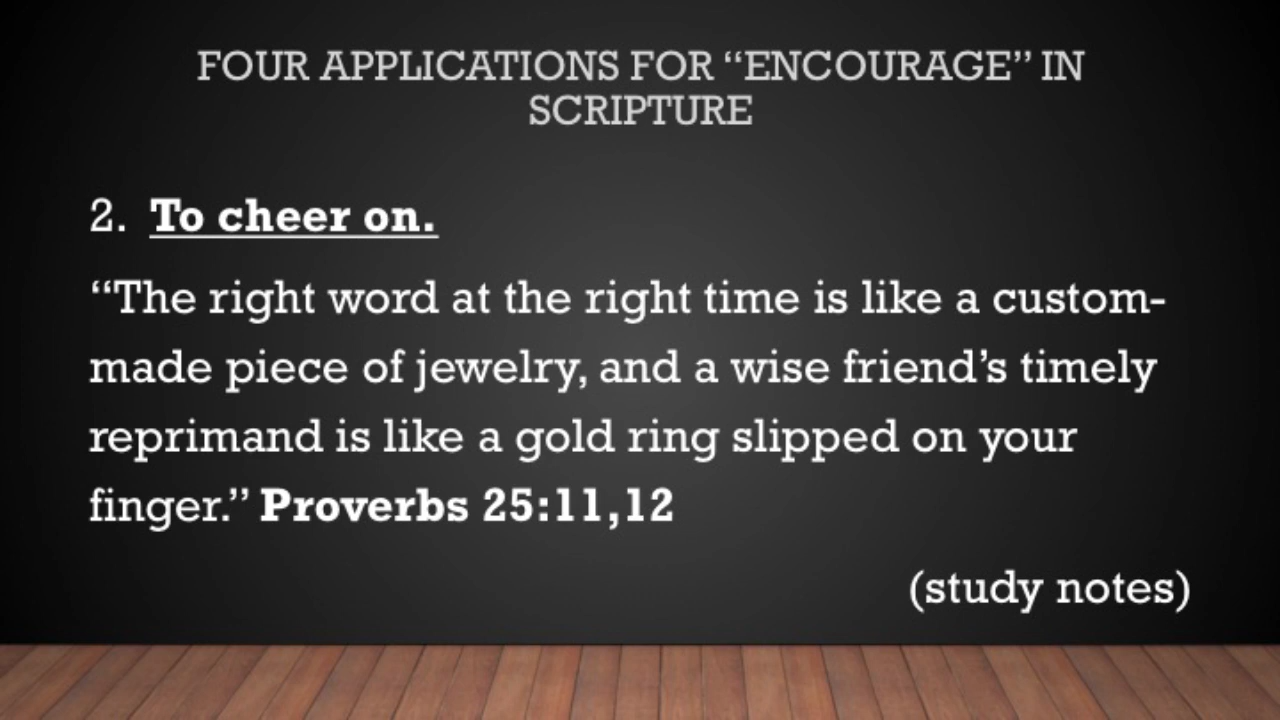 FOUR APPLICATIONS FOR “ENCOURAGE” IN
SCRIPTURE
2. To cheer on.
“The right word at the right time is like a custom-
made piece of jewelry, and a wise friend’s timely
reprimand is like a gold ring slipped on your
finger.” Proverbs 25:11,12
(study notes)